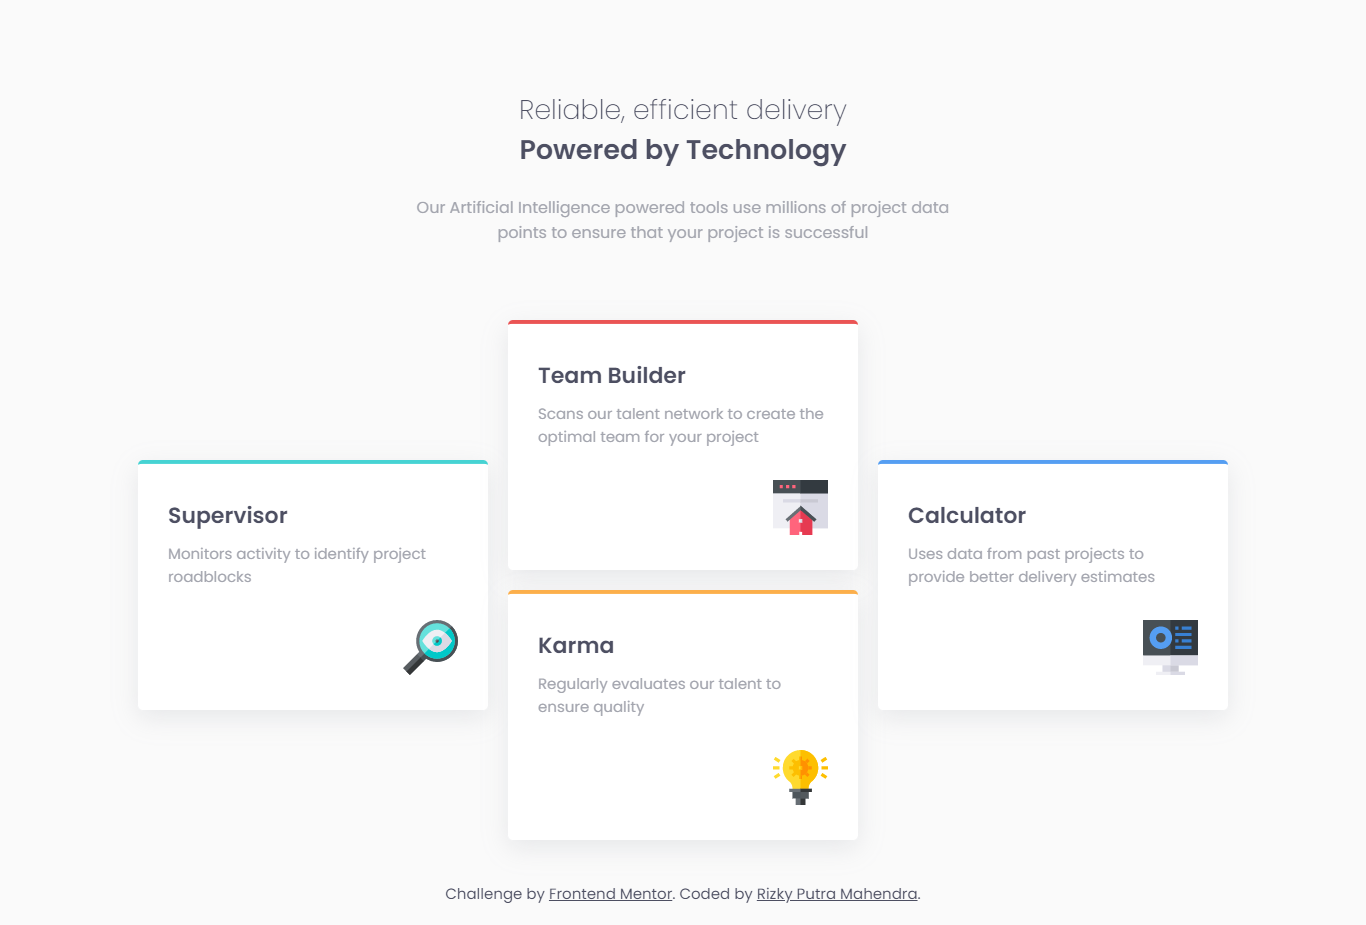 Reliable, efficient delivery
Powered by Technology
Our Artificial Intelligence powered tools use millions of project data
points to ensure that your project is successful
Team Builder
Scans our talent network to create the
optimal team for your project
Supervisor
Monitors activity to identify project
roadblocks
Calculator
Uses data from past projects to
provide better delivery estimates
Karma
Regularly evaluates our talent to
ensure quality
Challenge by Frontend Mentor. Coded by Rizky Putra Mahendra.